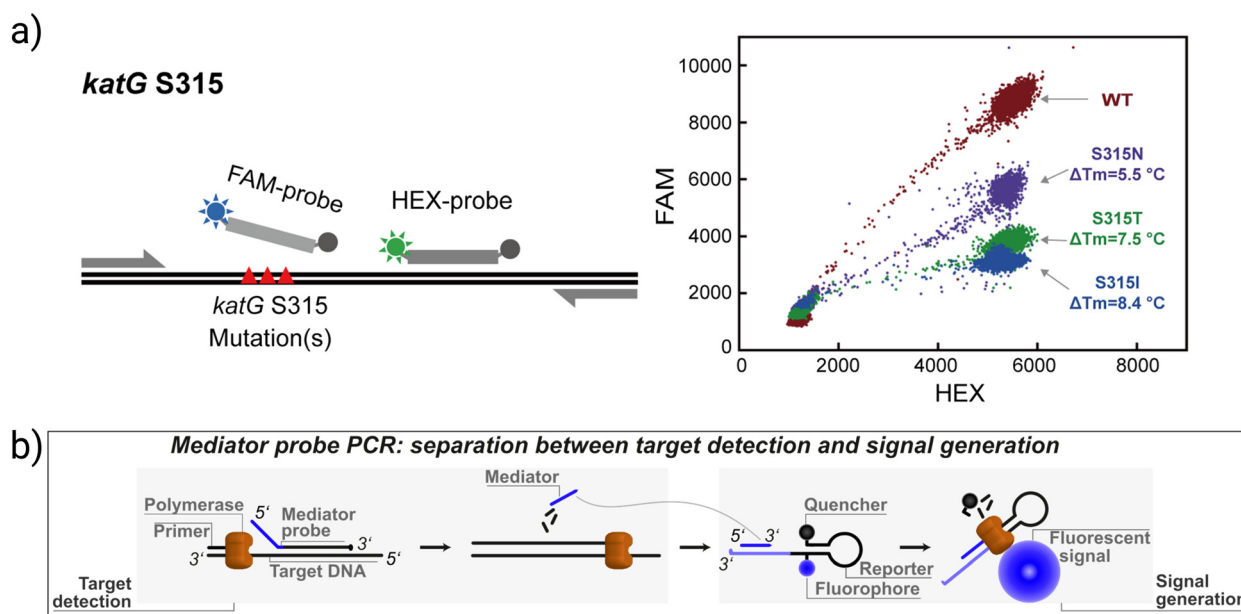 a)
katG S315
FAM-probe
HEX-probe
katG S315
Mutation(s)
FAM
10000
8000
6000
4000
2000
0
0
2000
4000
6000
8000
HEX
WT
S315N
ΔTm=5.5 °C
S315T
ΔTm=7.5 °C
S315I
ΔTm=8.4 °C
b)
Mediator probe PCR: separation between target detection and signal generation
Polymerase
Primer
5‘
Mediator
probe
3‘
3‘
5‘
Target DNA
Target
detection
Mediator
Quencher
5‘
3‘
3‘
Reporter
Fluorophore
Fluorescent
signal
Signal
generation